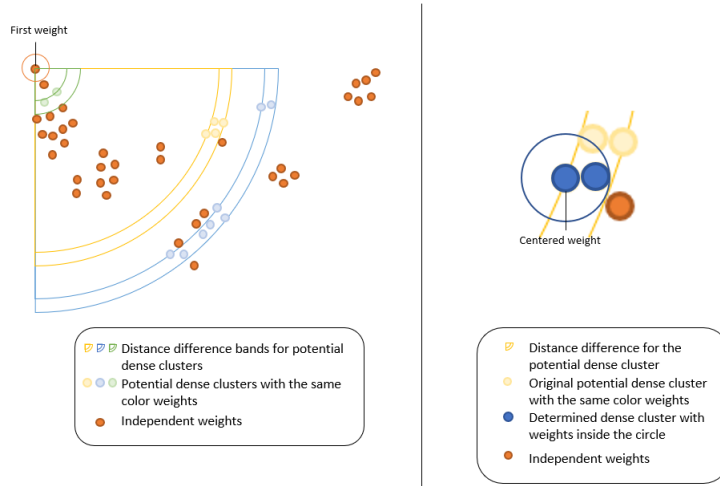 First weight
Distance difference bands for potential
dense clusters
Potential dense clusters with the same
color weights
Independent weights
Centered weight
Distance difference for the
potential dense cluster
Original potential dense cluster
with the same color weights
Determined dense cluster with
weights inside the circle
Independent weights